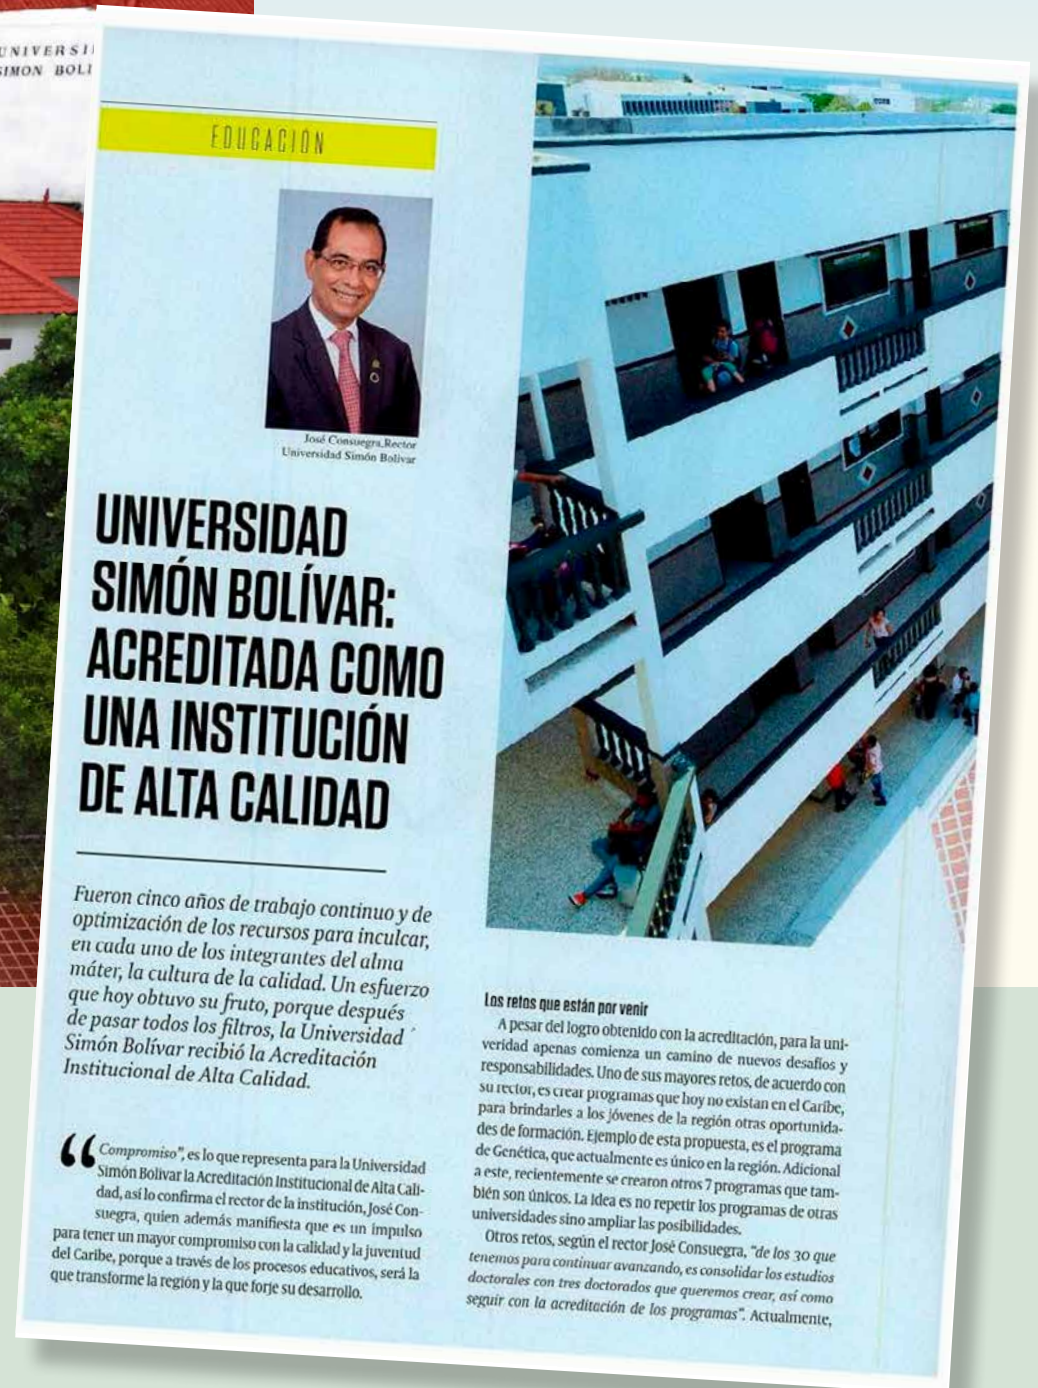 UNIVERSI
SIMON BOLI
EDUCACIÓN
José Consuegra,Rector
Universidad Simón Bolívar
UNIVERSIDAD
SIMÓN BOLÍVAR:
ACREDITADA COMO
UNA INSTITUCIÓN
DE ALTA CALIDAD
Fueron cinco años de trabajo continuo y de
optimización de los recursos para inculcar,
en cada uno de los integrantes del alma
máter, la cultura de la calidad. Un esfuerzo
que hoy obtuvo su fruto, porque después
de pasar todos los filtros, la Universidad ´
Simón Bolívar recibió la Acreditación
Institucional de Alta Calidad.
“Compromiso”, es lo que representa para la Universidad
Simón Bolívar la Acreditación Institucional de Alta Cali-
dad, así lo confirma el rector de la institución, José Con-
suegra, quien además manifiesta que es un impulso
para tener un mayor compromiso con la calidad y la juventud
del Caribe, porque a través de los procesos educativos, será la
que transforme la región y la que forje su desarrollo.
Los retos que están por venir
A pesar del logro obtenido con la acreditación, para la uni-
veridad apenas comienza un camino de nuevos desafíos y
responsabilidades. Uno de sus mayores retos, de acuerdo con
su rector, es crear programas que hoy no existan en el Caribe,
para brindarles a los jóvenes de la región otras oportunida-
des de formación. Ejemplo de esta propuesta, es el programa
de Genética, que actualmente es único en la región. Adicional
a este, recientemente se crearon otros 7 programas que tam-
bién son únicos. La idea es no repetir los programas de otras
universidades sino ampliar las posibilidades.
Otros retos, según el rector José Consuegra, “de los 30 que
tenemos para continuar avanzando, es consolidar los estudios
doctorales con tres doctorados que queremos crear, así como
seguir con la acreditación de los programas”. Actualmente,